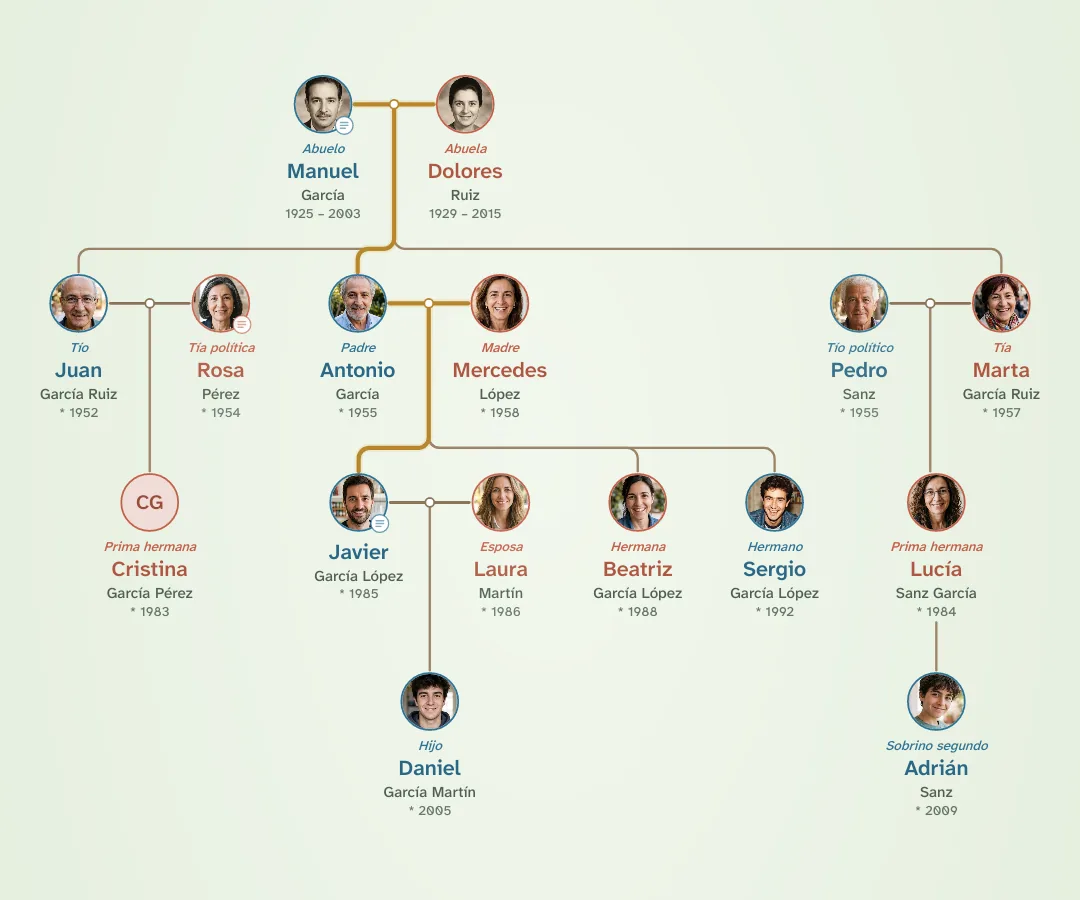 Abuelo
Manuel
García
1925 – 2003
Abuela
Dolores
Ruiz
1929 – 2015
Tío
Juan
García Ruiz
* 1952
Tía política
Rosa
Pérez
* 1954
Padre
Antonio
García
* 1955
Madre
Mercedes
López
* 1958
Tío político
Pedro
Sanz
* 1955
Tía
Marta
García Ruiz
* 1957
CG
Prima hermana
Cristina
García Pérez
* 1983
Javier
García López
* 1985
Esposa
Laura
Martín
* 1986
Hermana
Beatriz
García López
* 1988
Hermano
Sergio
García López
* 1992
Prima hermana
Lucía
Sanz García
* 1984
Hijo
Daniel
García Martín
* 2005
Sobrino segundo
Adrián
Sanz
* 2009